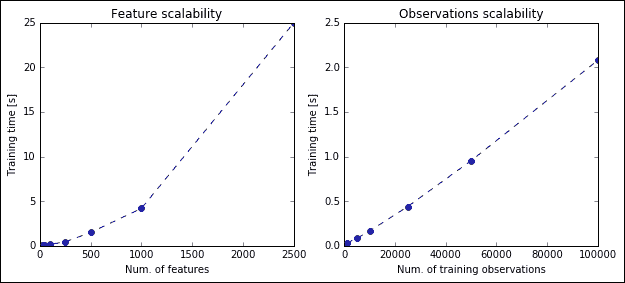 Feature scalability
Training time [s]
25
20
15
10
5
0
0 500 1000 1500 2000 2500
Num. of features
Observations scalability
Training time [s]
2.5
2.0
1.5
1.0
0.5
0.0
0 20000 40000 60000 80000 100000
Num. of training observations